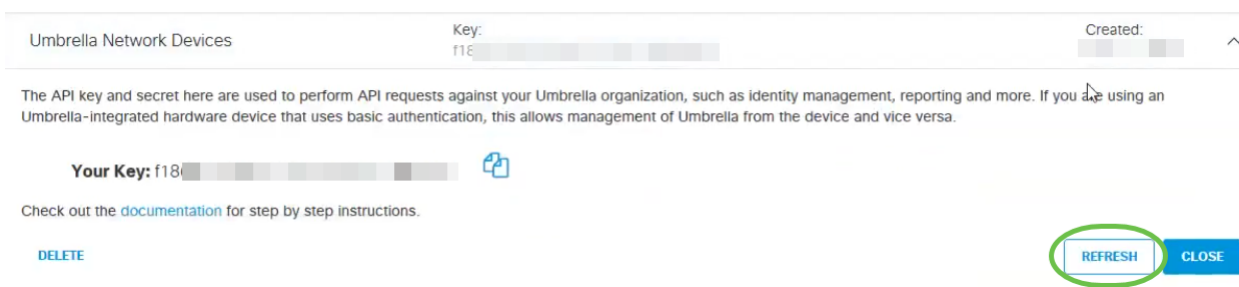 Umbrella Network Devices
Key:
f18
Created:
The API key and secret here are used to perform API requests against your Umbrella organization, such as identity management, reporting and more. If you are using an
Umbrella-integrated hardware device that uses basic authentication, this allows management of Umbrella from the device and vice versa.
Your Key: f18
Check out the documentation for step by step instructions.
DELETE
REFRESH
CLOSE